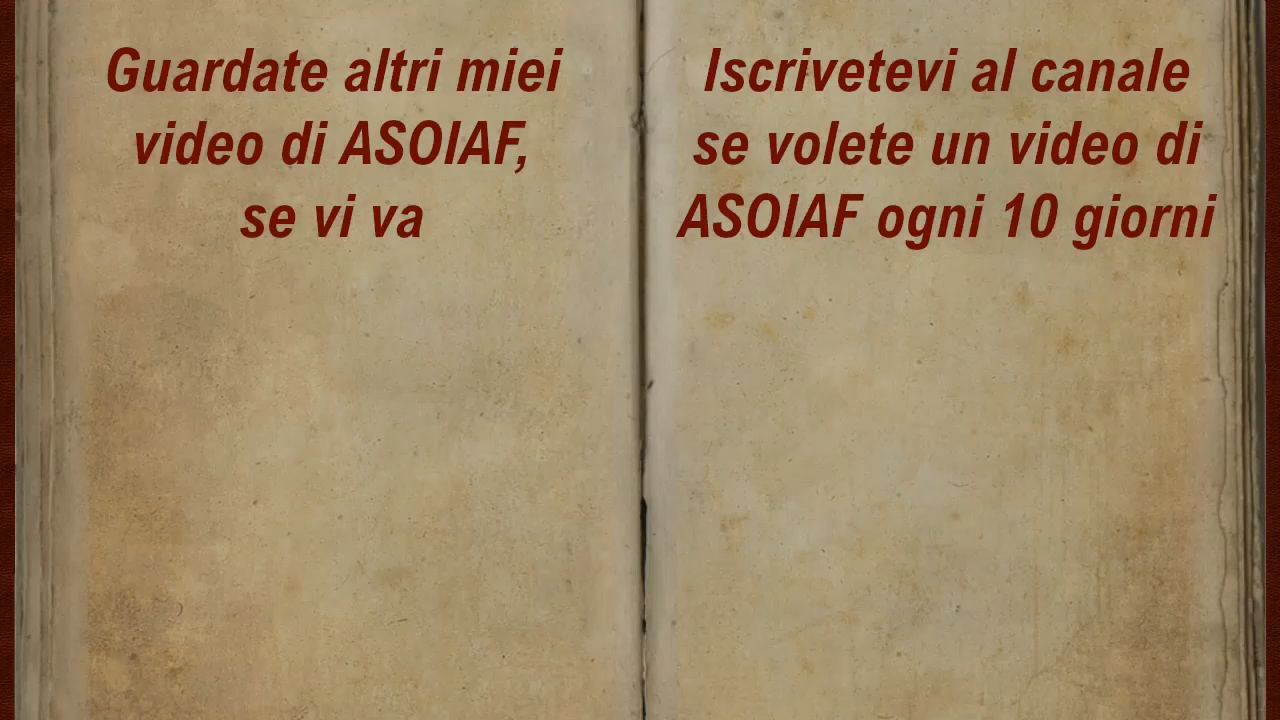 Guardate altri miei
video di ASOIAF,
se vi va
Iscrivetevi al canale
se volete un video di
ASOIAF ogni 10 giorni